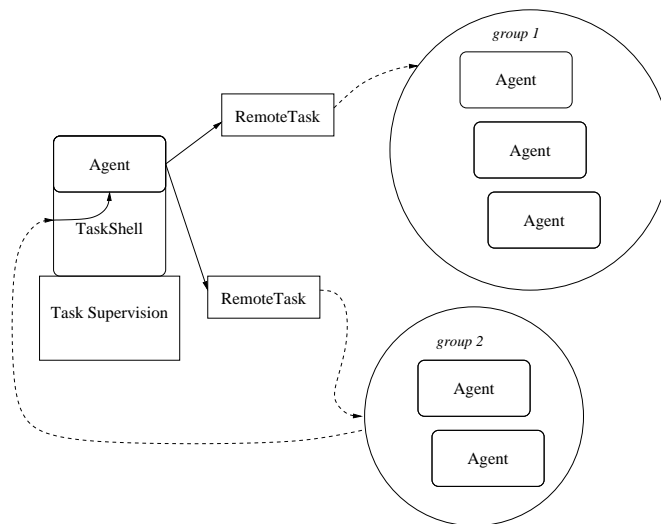 group 1
Agent
RemoteTask
Agent
Agent
Agent
TaskShell
RemoteTask
Task Supervision
group 2
Agent
Agent